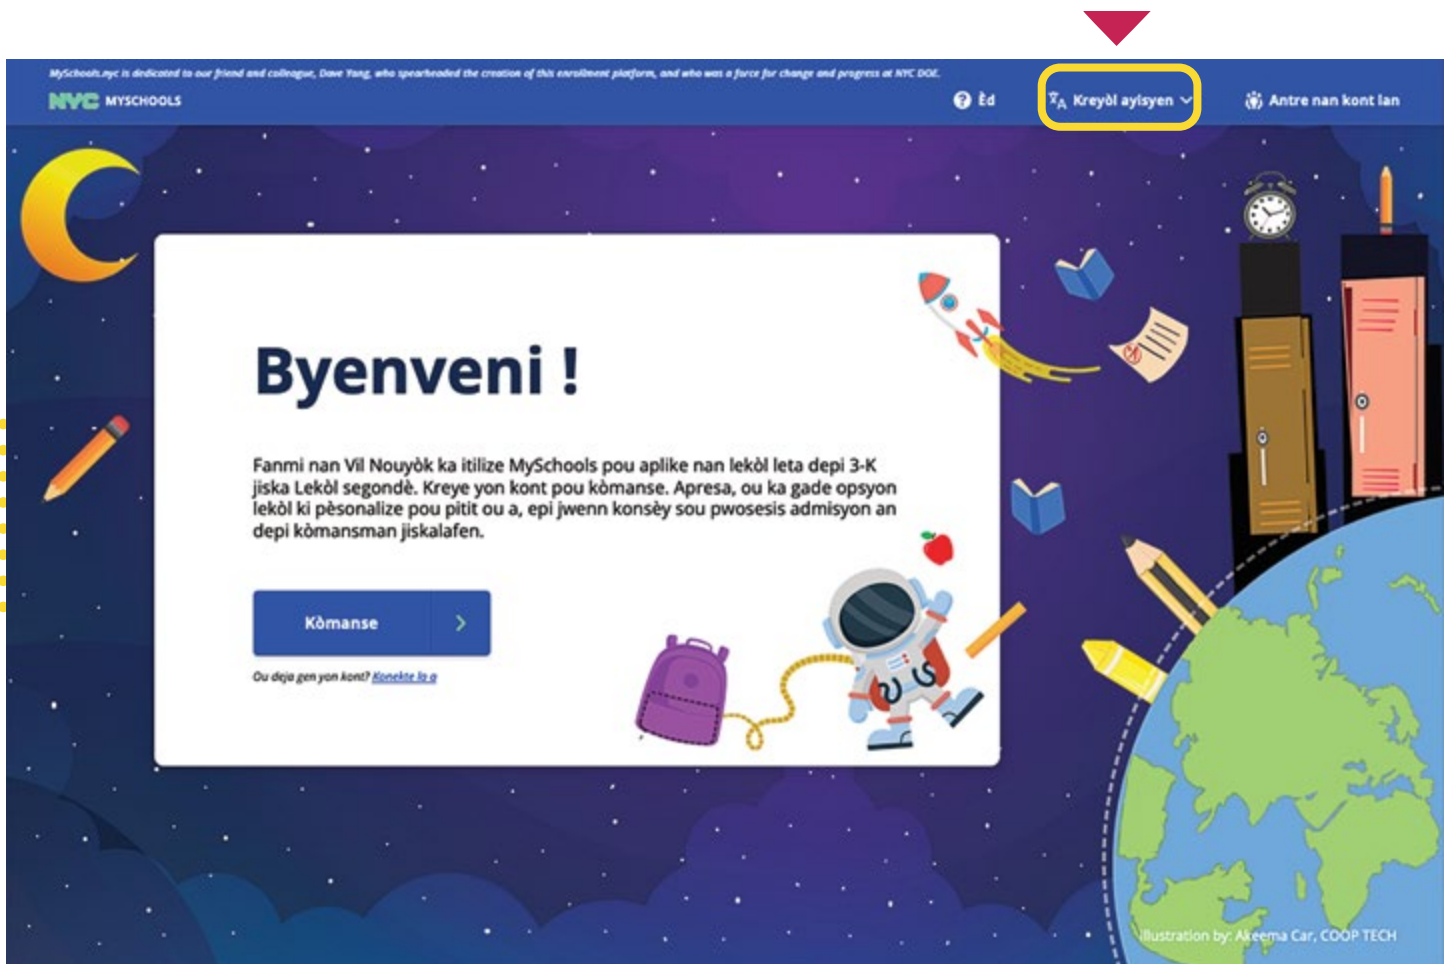 MySchools.nyc is dedicated to our friend and colleague, Dave Yang, who spearheaded the creation of this enrollment platform, and who was a force for change and progress at NYC DOE.
NYC MYSCHOOLS
? Èd
Kreyòl ayisyen
Antre nan kont lan
Byenveni !
Fanmi nan Vil Nouyòk ka itilize MySchools pou aplike nan lekòl leta depi 3-K
jiska Lekòl segondè. Kreye yon kont pou kòmanse. Apresa, ou ka gade opsyon
lekòl ki pèsonalize pou pitit ou a, epi jwenn konsèy sou pwosesis admisyon an
depi kòmansman jiskalafen.
Kòmanse
Ou deja gen yon kont? Konekte la a
Illustration by: Akeema Car, COOP TECH